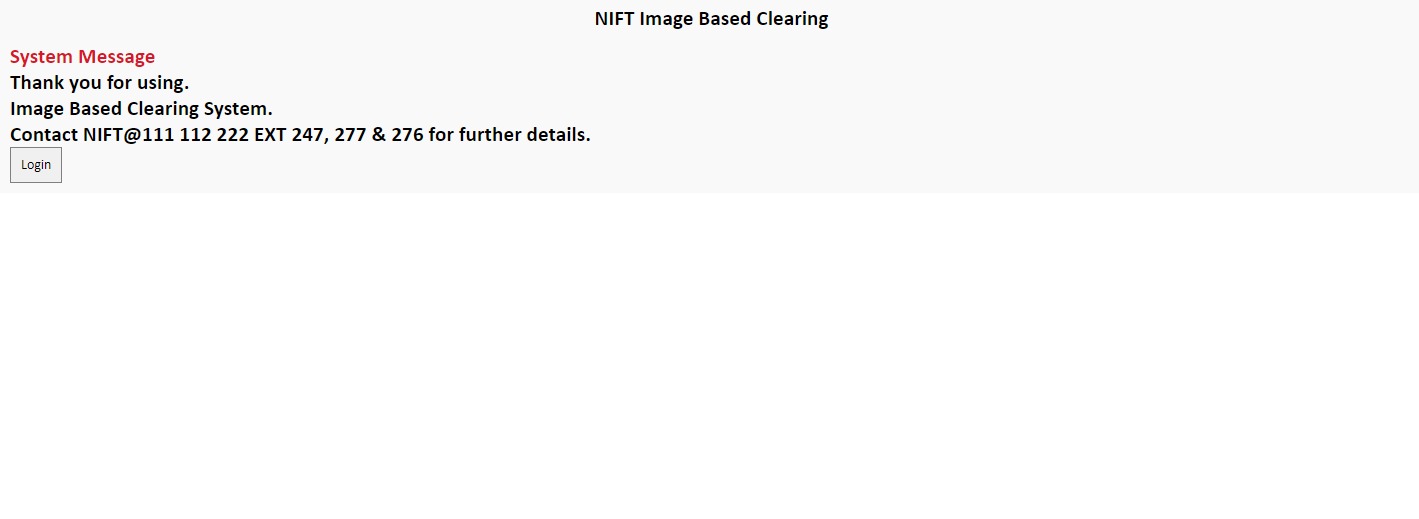 NIFT Image Based Clearing
System Message
Thank you for using.
Image Based Clearing System.
Contact NIFT@111 112 222 EXT 247, 277 & 276 for further details.
Login